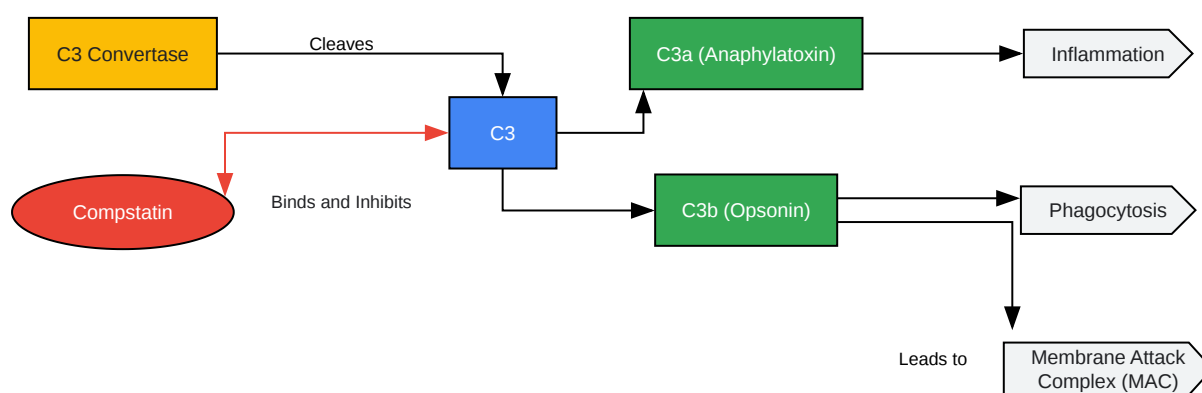 C3 Convertase
Cleaves
C3a (Anaphylatoxin)
Inflammation
C3
Compstatin
Binds and Inhibits
C3b (Opsonin)
Phagocytosis
Leads to
Membrane Attack
Complex (MAC)